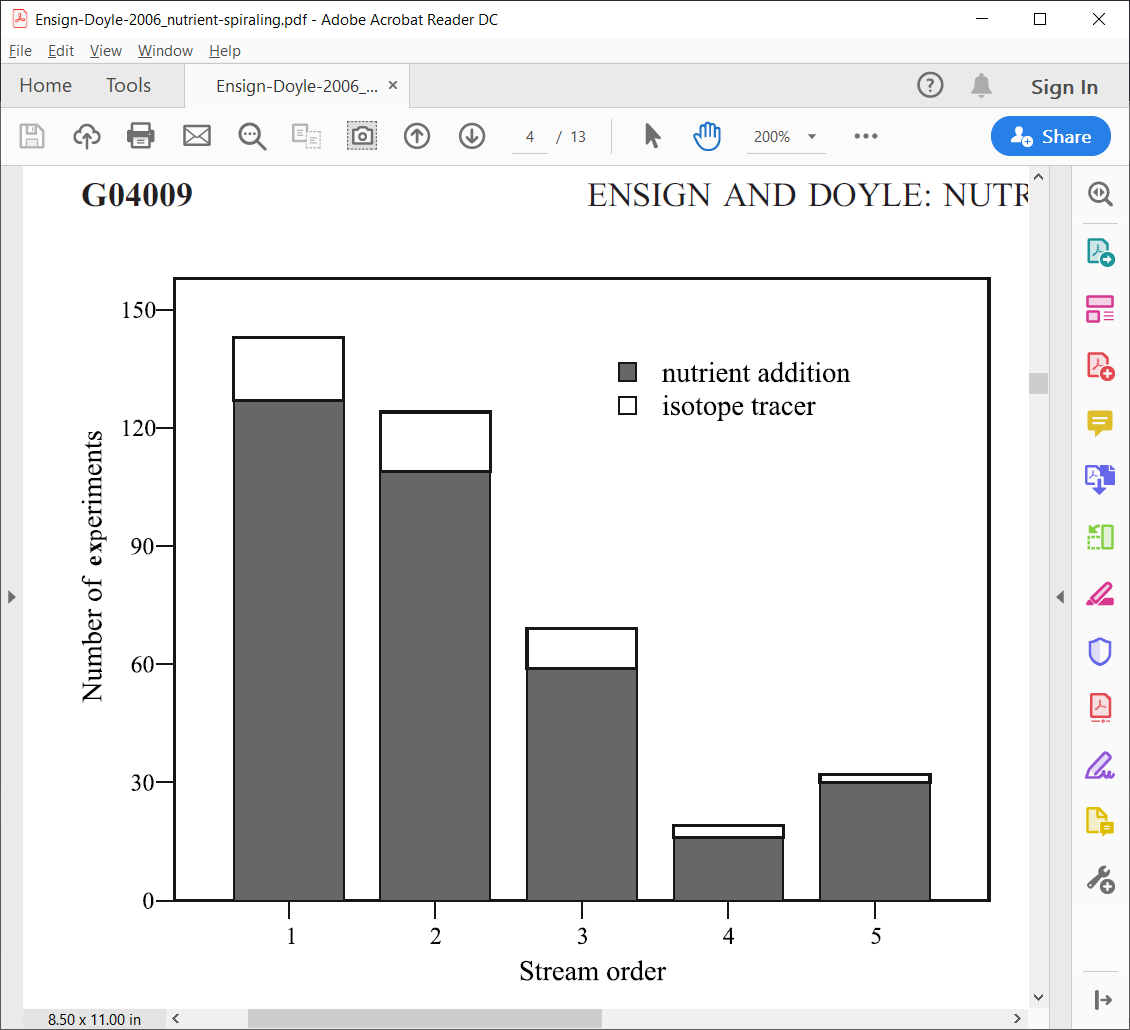 Ensign-Doyle-2006_nutrient-spiraling.pdf - Adobe Acrobat Reader DC
File Edit View Window Help
Home Tools Ensign-Doyle-2006_... × ? Sign In
4 / 13 200% Share
G04009 ENSIGN AND DOYLE: NUTR
150
120
90
60
30
0
Number of experiments
nutrient addition
isotope tracer
1 2 3 4 5
Stream order
8.50 x 11.00 in